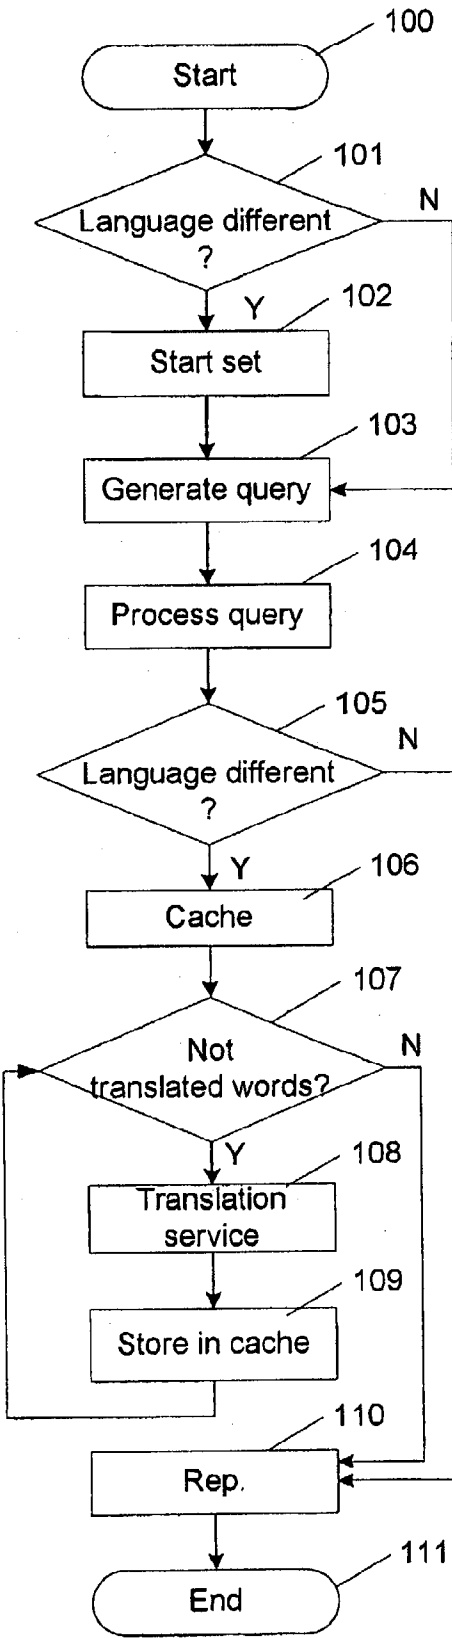 100
Start
101
N
Language different
?
Y
102
Start set
103
Generate query
104
Process query
105
N
Language different
?
Y
106
Cache
107
N
Not
translated words?
Y
108
Translation
service
109
Store in cache
110
Rep.
111
End